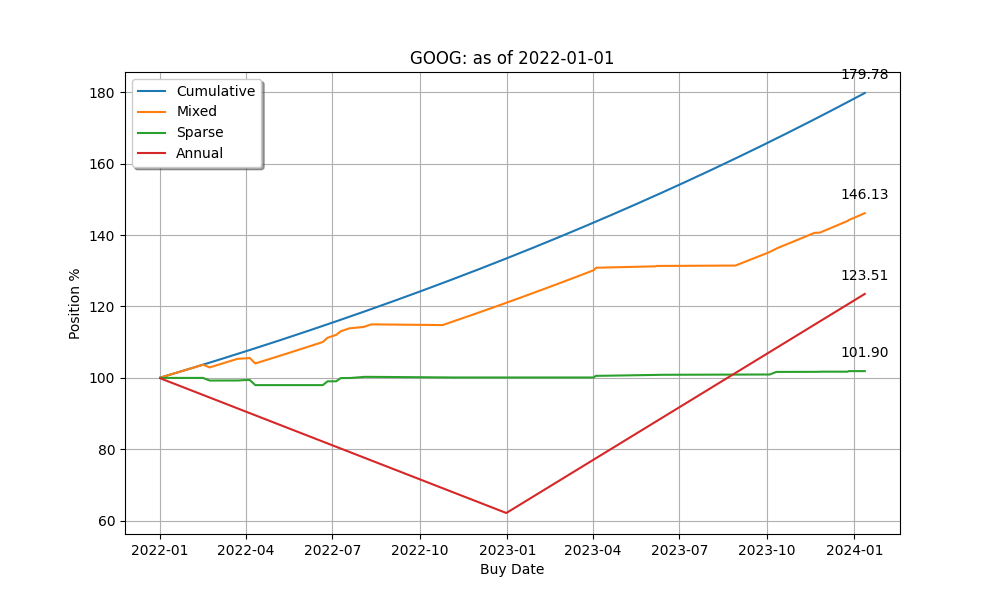 GOOG: as of 2022-01-01
179.78
180
Cumulative
Mixed
Sparse
Annual
160
146.13
140
123.51
120
101.90
100
80
60
Position %
2022-01 2022-04 2022-07 2022-10 2023-01 2023-04 2023-07 2023-10 2024-01
Buy Date